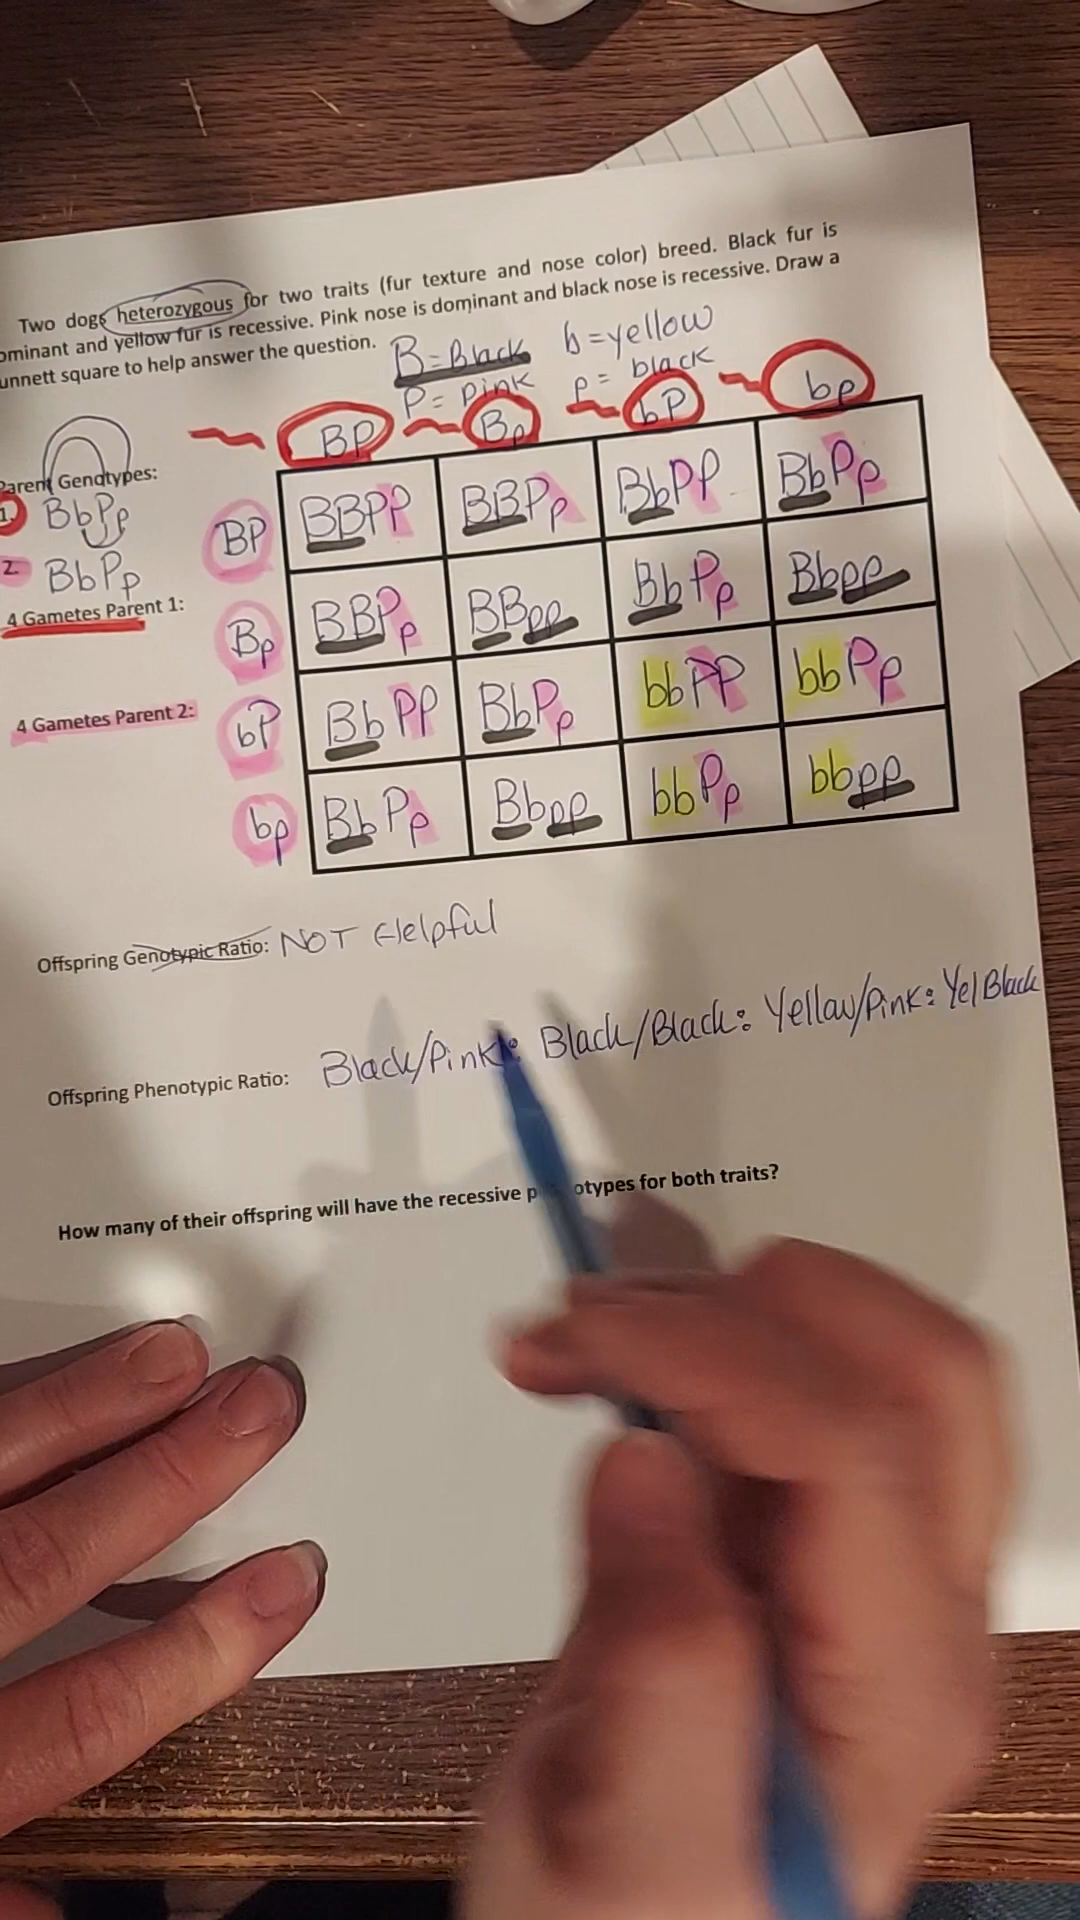 Two dogs heterozygous for two traits (fur texture and nose color) breed. Black fur is
ominant and yellow fur is recessive. Pink nose is dominant and black nose is recessive. Draw a
unnett square to help answer the question.
B=Black b=yellow
P= pink p= black
BP Bp bP bp
Parent Genotypes:
1. BbPp
2. BbPp
4 Gametes Parent 1:
4 Gametes Parent 2:
BP BBPP BBPp BbPP BbPp
Bp BBPp BBpp BbPp Bbpp
bP BbPP BbPp bbPP bbPp
bp BbPp Bbpp bbPp bbpp
Offspring Genotypic Ratio: NOT Helpful
Offspring Phenotypic Ratio: Black/Pink: Black/Black: Yellow/Pink: Yel Black
How many of their offspring will have the recessive p otypes for both traits?